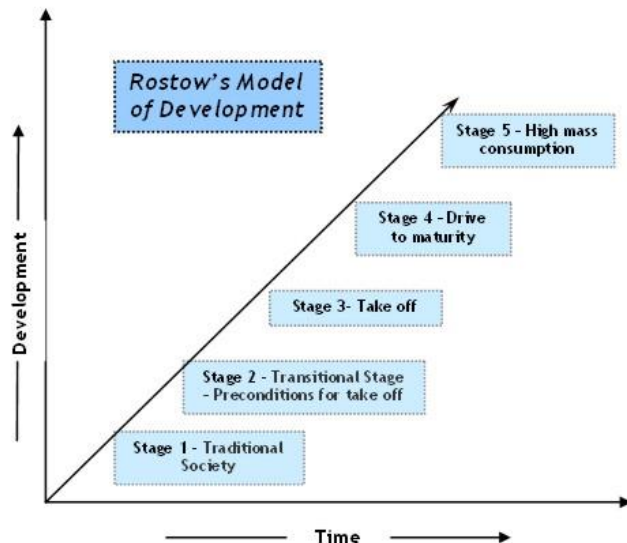 Rostow's Model
of Development
Stage 5 - High mass
consumption
Stage 4 - Drive
to maturity
Stage 3- Take off
Stage 2 - Transitional Stage
- Preconditions for take off
Stage 1 - Traditional
Society
Development
Time